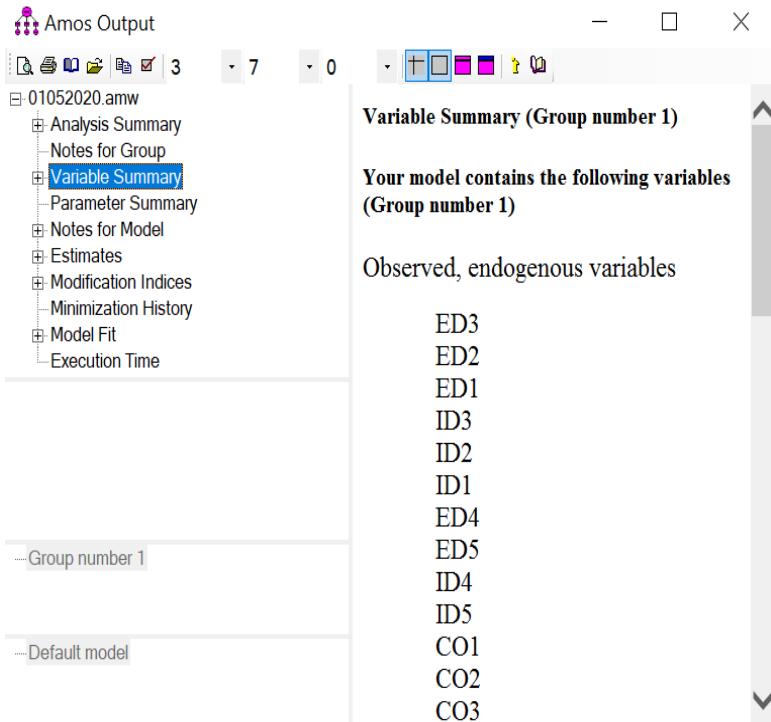 Amos Output
3 7 0
01052020.amw
Analysis Summary
Notes for Group
Variable Summary
Parameter Summary
Notes for Model
Estimates
Modification Indices
Minimization History
Model Fit
Execution Time
Group number 1
Default model
Variable Summary (Group number 1)
Your model contains the following variables
(Group number 1)
Observed, endogenous variables
ED3
ED2
ED1
ID3
ID2
ID1
ED4
ED5
ID4
ID5
CO1
CO2
CO3